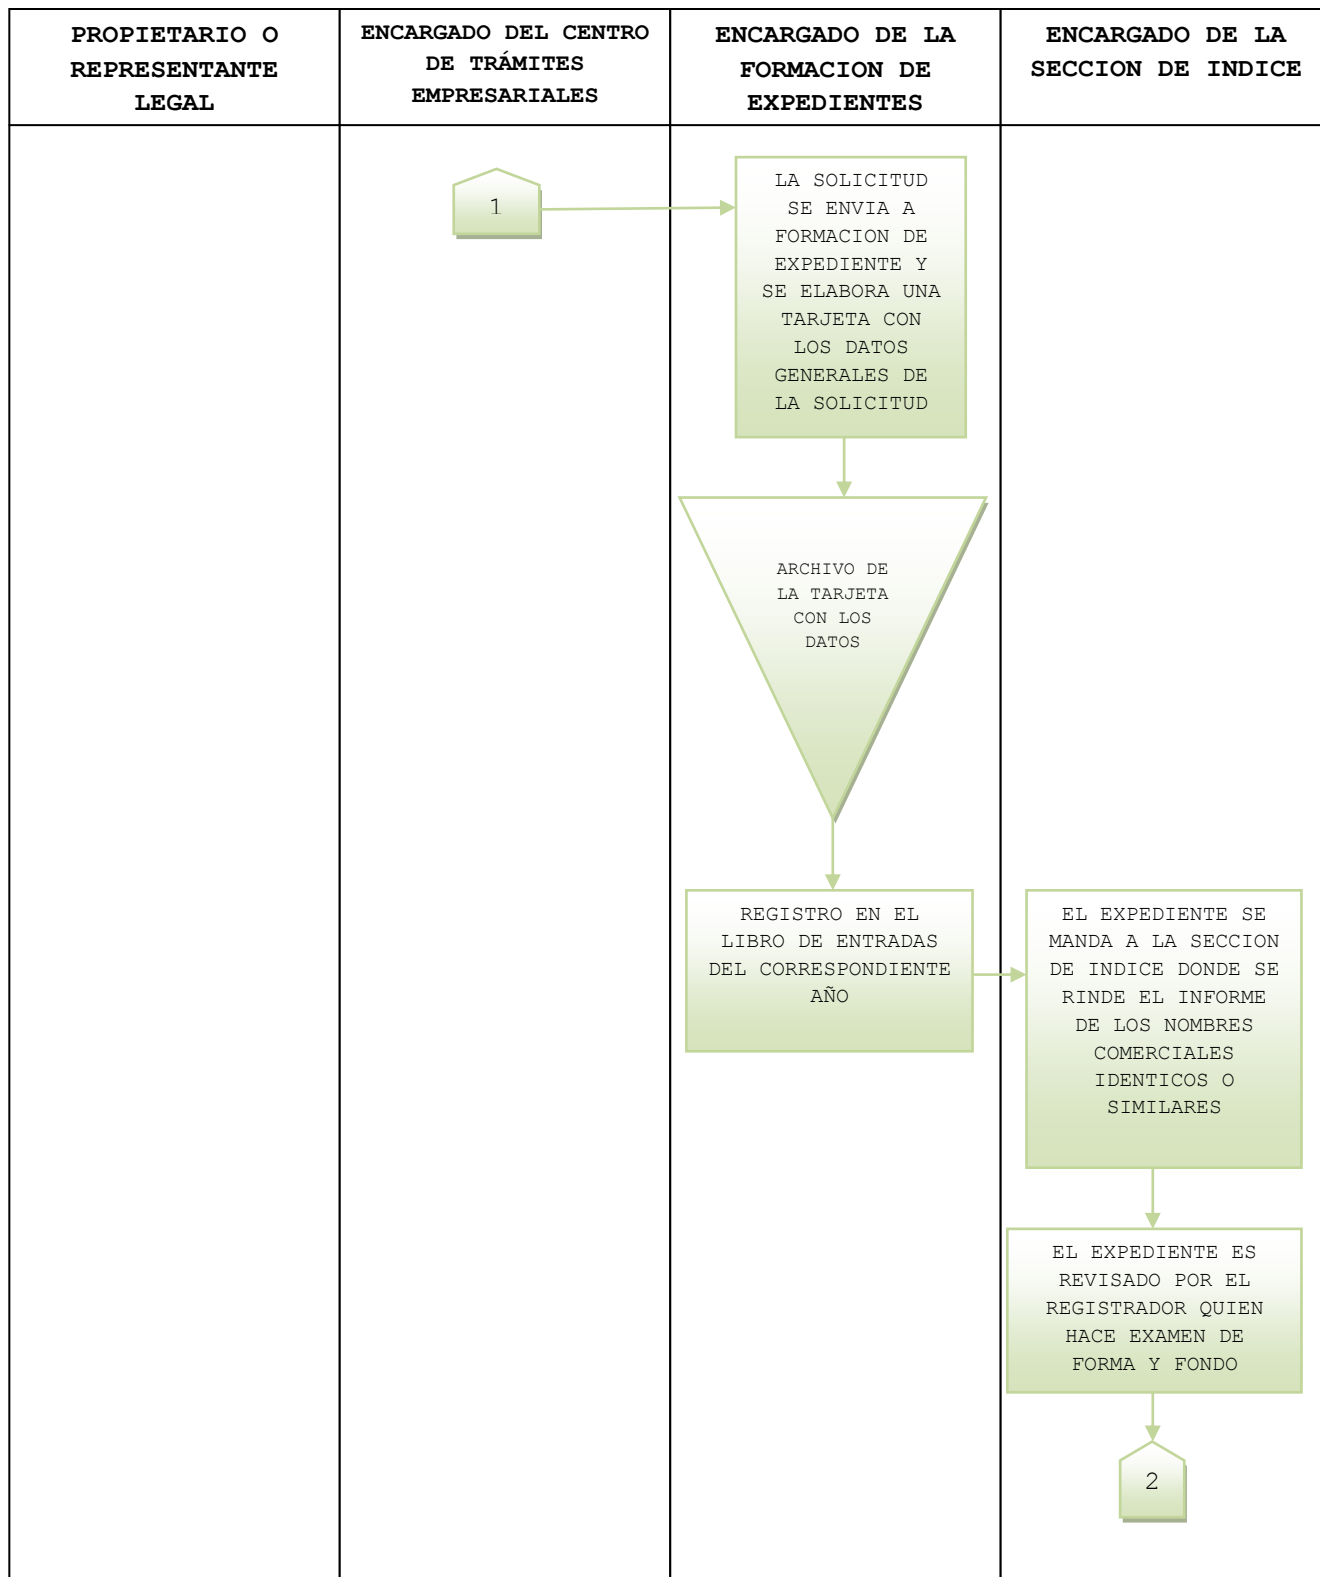 PROPIETARIO O
REPRESENTANTE
LEGAL
ENCARGADO DEL CENTRO
DE TRÁMITES
EMPRESARIALES
ENCARGADO DE LA
FORMACION DE
EXPEDIENTES
ENCARGADO DE LA
SECCION DE INDICE
1
LA SOLICITUD
SE ENVIA A
FORMACION DE
EXPEDIENTE Y
SE ELABORA UNA
TARJETA CON
LOS DATOS
GENERALES DE
LA SOLICITUD
ARCHIVO DE
LA TARJETA
CON LOS
DATOS
REGISTRO EN EL
LIBRO DE ENTRADAS
DEL CORRESPONDIENTE
AÑO
EL EXPEDIENTE SE
MANDA A LA SECCION
DE INDICE DONDE SE
RINDE EL INFORME
DE LOS NOMBRES
COMERCIALES
IDENTICOS O
SIMILARES
EL EXPEDIENTE ES
REVISADO POR EL
REGISTRADOR QUIEN
HACE EXAMEN DE
FORMA Y FONDO
2